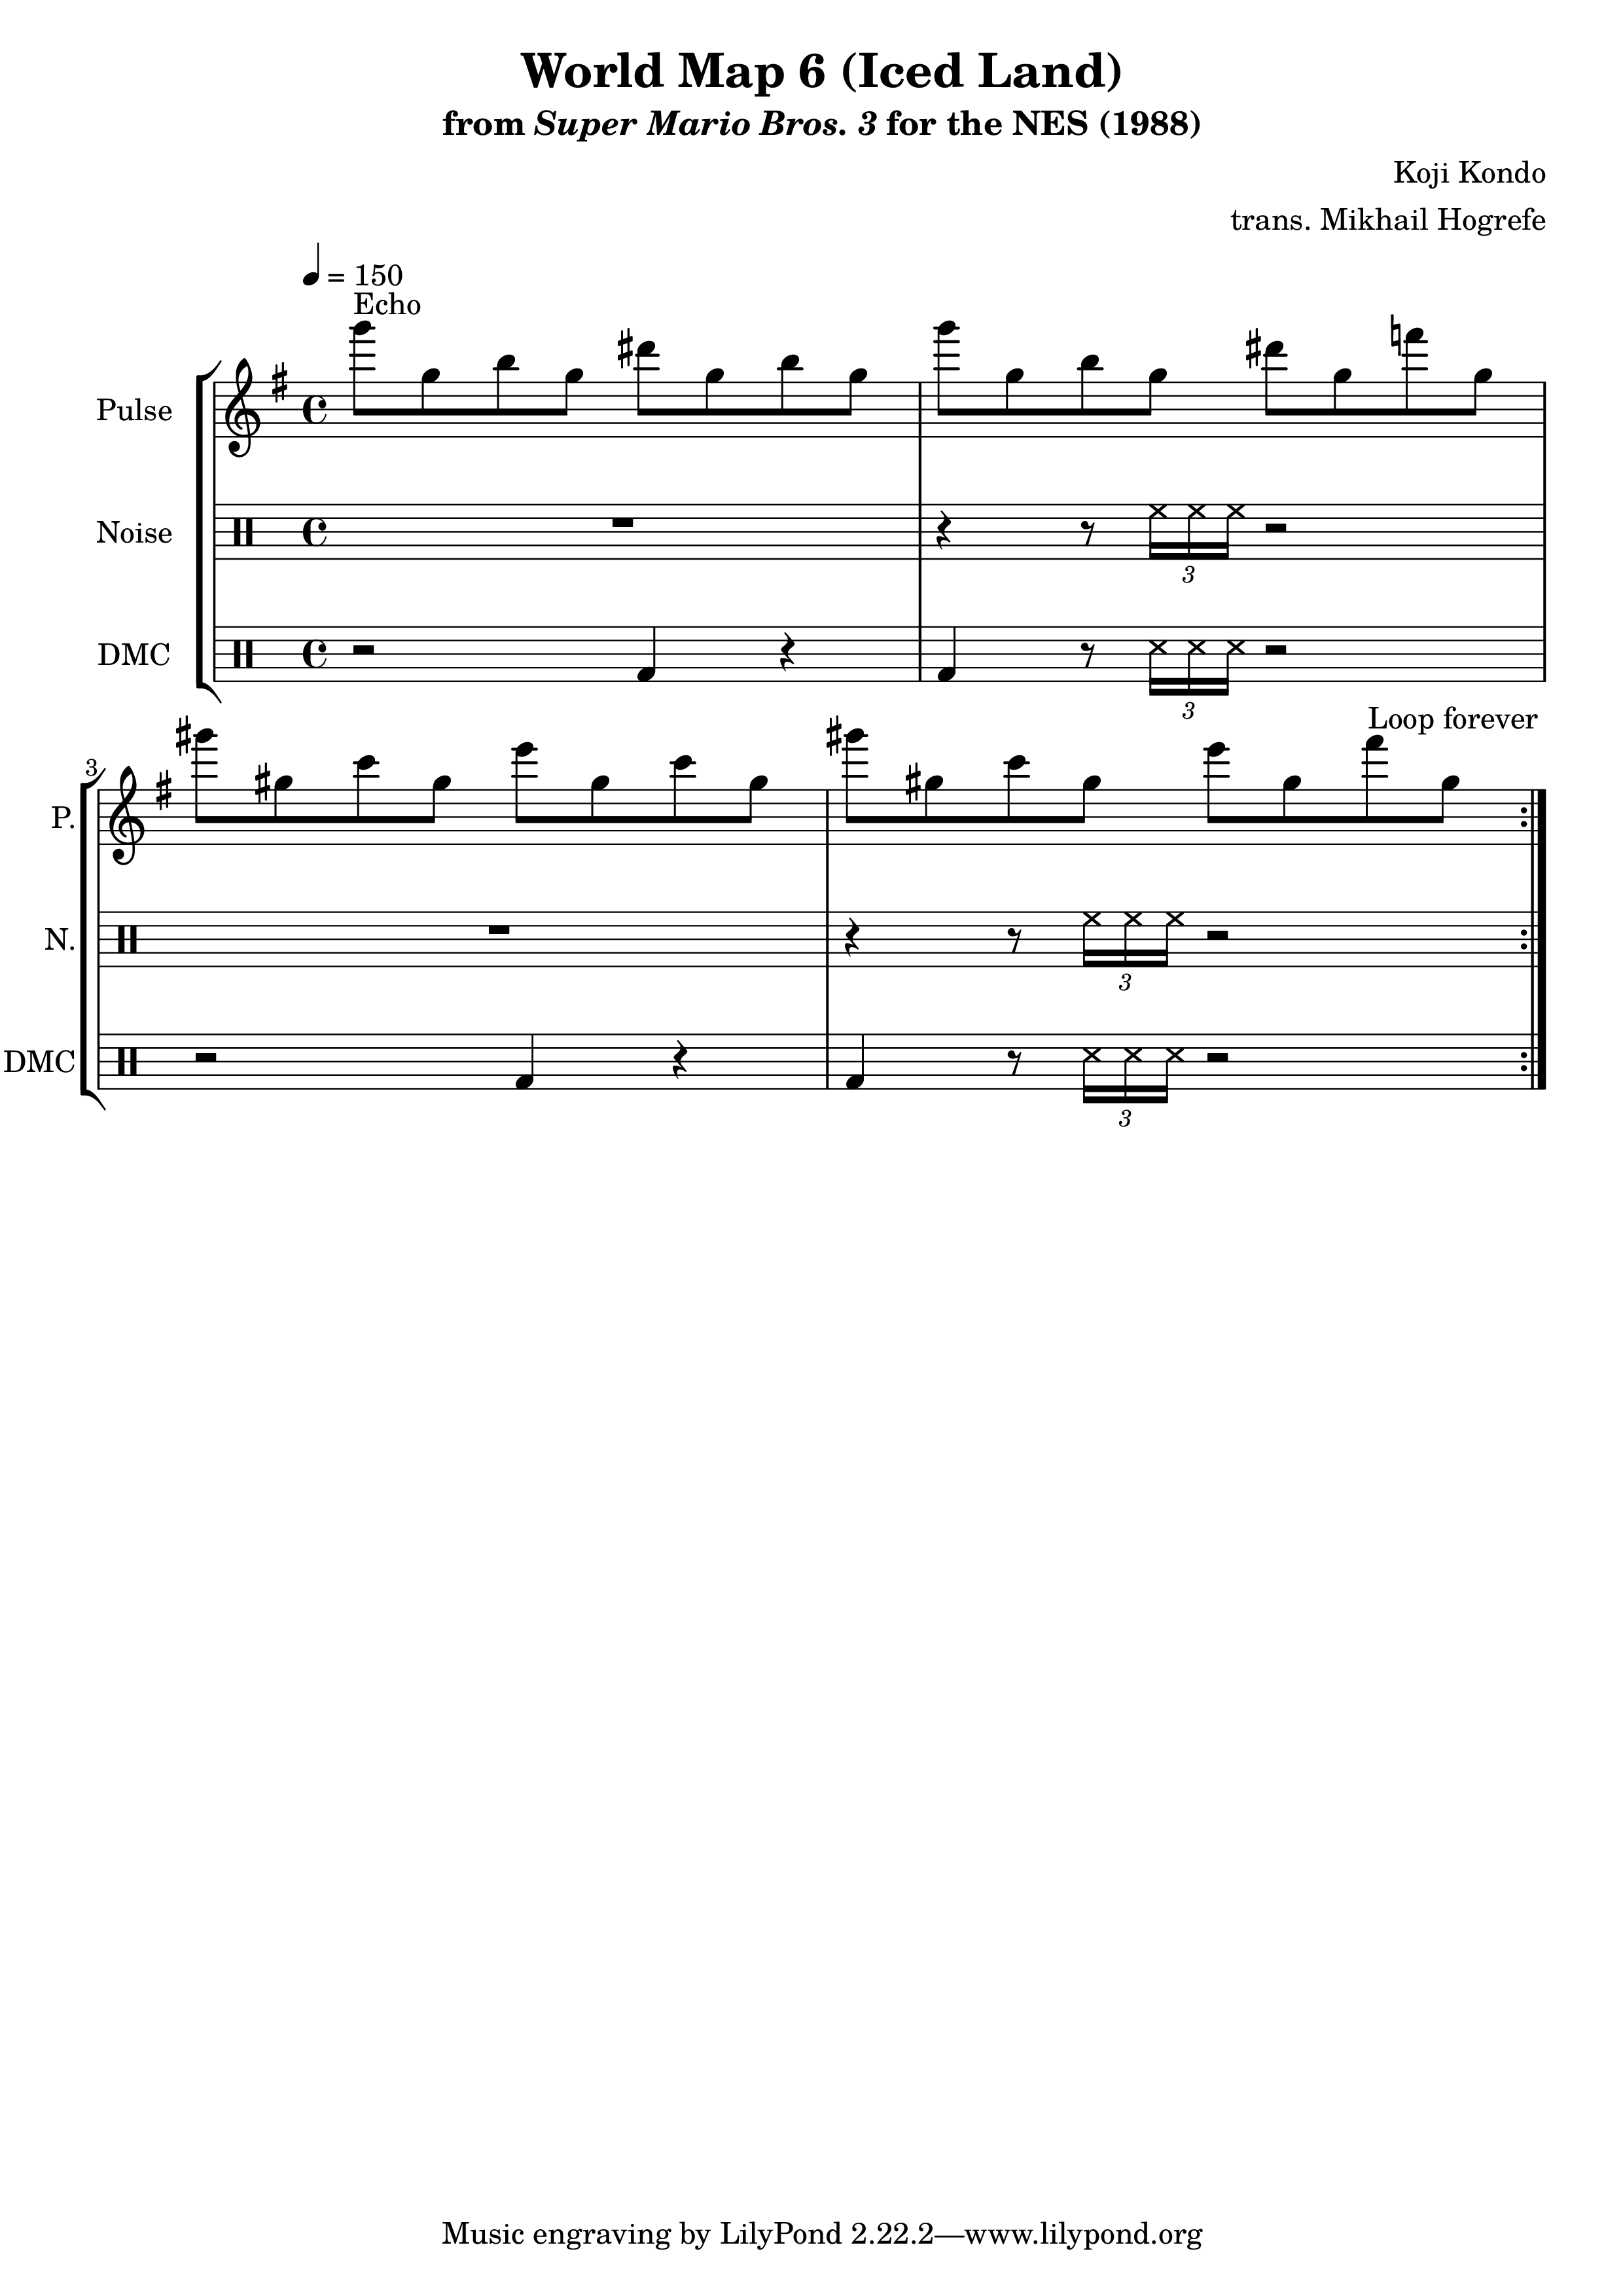 World Map 6 (Iced Land)
from Super Mario Bros. 3 for the NES (1988)
Koji Kondo
trans. Mikhail Hogrefe
= 150
Echo
Pulse
Noise
3
DMC
3
Loop forever
3
P.
N.
3
DMC
3
Music engraving by LilyPond 2.22.2—www.lilypond.org